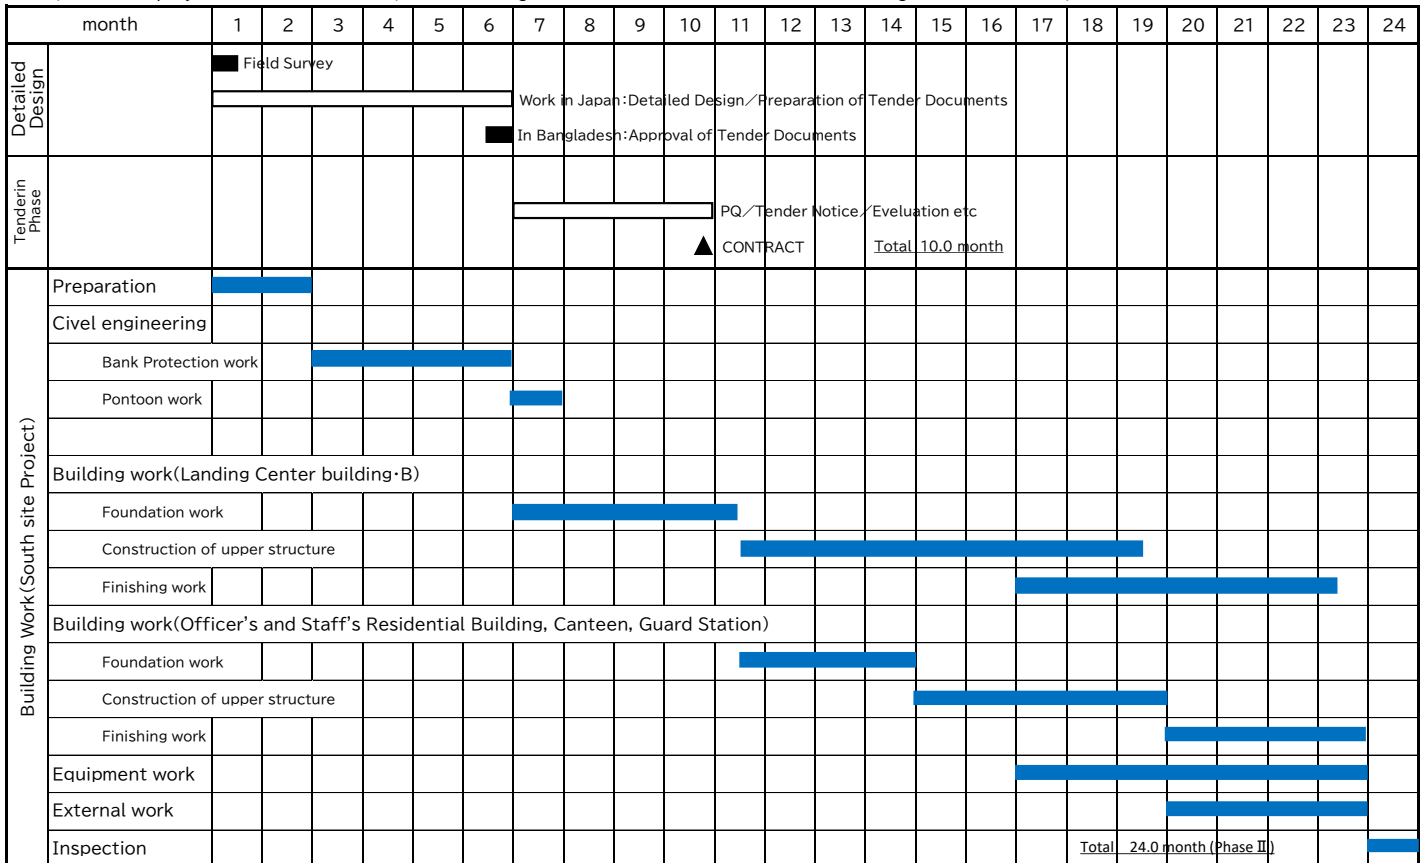 month 1 2 3 4 5 6 7 8 9 10 11 12 13 14 15 16 17 18 19 20 21 22 23 24
Detailed
Design
Field Survey
Work in Japan:Detailed Design／Preparation of Tender Documents
In Bangladesh:Approval of Tender Documents
Tenderin
Phase
PQ／Tender Notice／Eveluation etc
CONTRACT Total 10.0 month
Building Work(South site Project)
Preparation
Civel engineering
Bank Protection work
Pontoon work
Building work(Landing Center building･B)
Foundation work
Construction of upper structure
Finishing work
Building work(Officer's and Staff's Residential Building, Canteen, Guard Station)
Foundation work
Construction of upper structure
Finishing work
Equipment work
External work
Inspection Total 24.0 month (Phase Ⅱ)